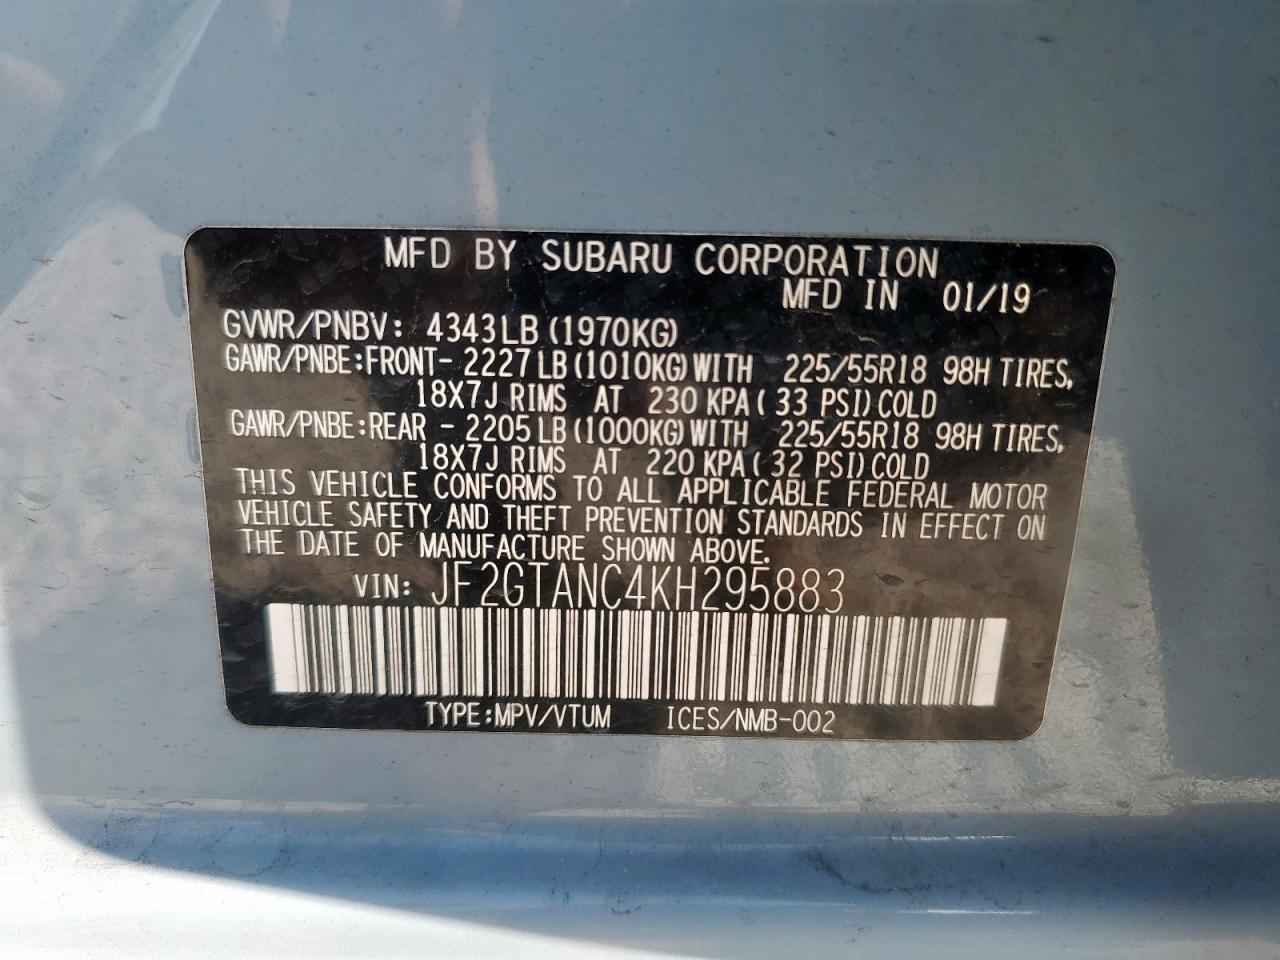 MFD BY SUBARU CORPORATION
MFD IN 01/19
GVWR/PNBV: 4343LB (1970KG)
GAWR/PNBE:FRONT- 2227LB(1010KG)WITH 225/55R18 98H TIRES,
18X7J RIMS AT 230 KPA( 33 PSI)COLD
GAWR/PNBE:REAR - 2205LB(1000KG)WITH 225/55R18 98H TIRES,
18X7J RIMS AT 220 KPA( 32 PSI)COLD
THIS VEHICLE CONFORMS TO ALL APPLICABLE FEDERAL MOTOR
VEHICLE SAFETY AND THEFT PREVENTION STANDARDS IN EFFECT ON
THE DATE OF MANUFACTURE SHOWN ABOVE.
VIN: JF2GTANC4KH295883
TYPE:MPV/VTUM ICES/NMB-002